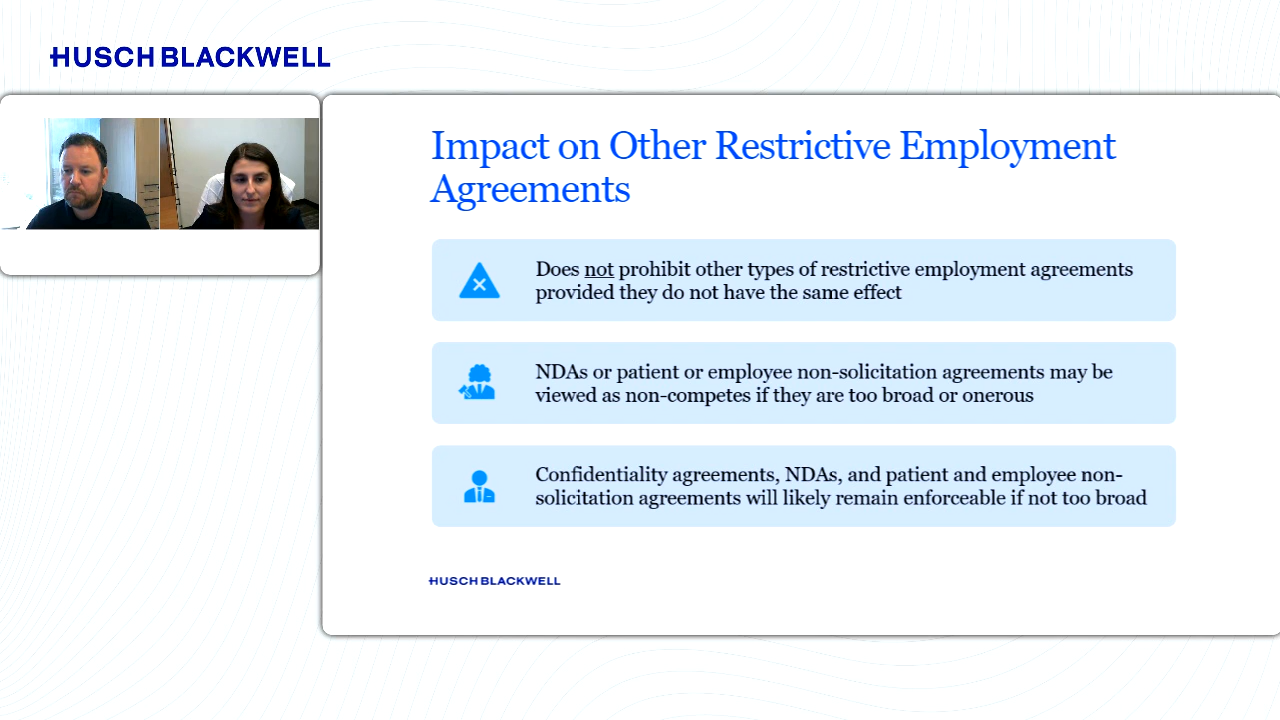 HUSCH BLACKWELL
Impact on Other Restrictive Employment
Agreements
Does not prohibit other types of restrictive employment agreements
provided they do not have the same effect
NDAs or patient or employee non-solicitation agreements may be
viewed as non-competes if they are too broad or onerous
Confidentiality agreements, NDAs, and patient and employee non-
solicitation agreements will likely remain enforceable if not too broad
HUSCH BLACKWELL